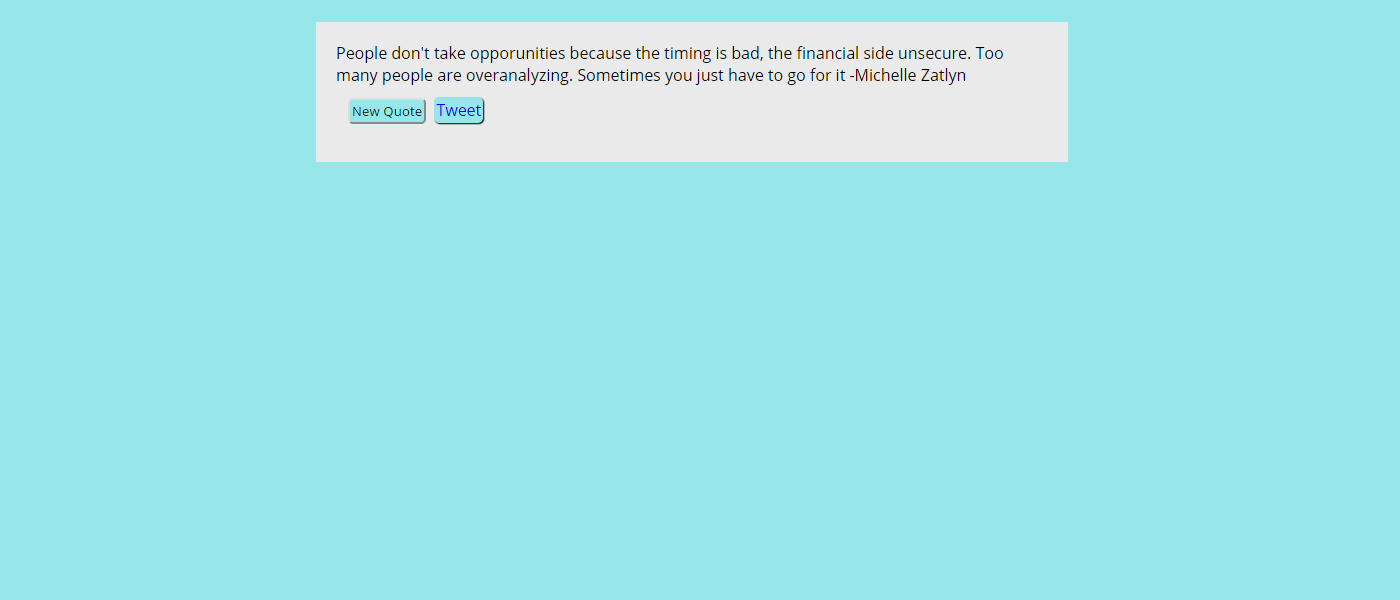 People don't take opporunities because the timing is bad, the financial side unsecure. Too
many people are overanalyzing. Sometimes you just have to go for it -Michelle Zatlyn
New Quote Tweet